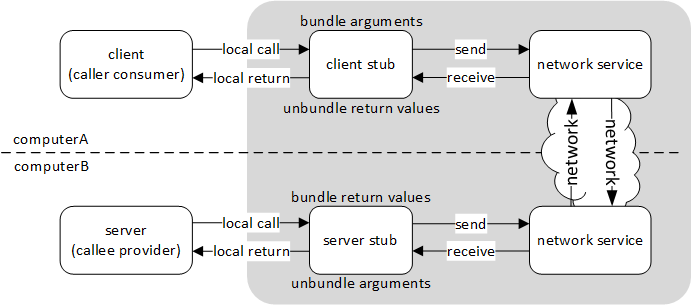 bundle arguments
client
(caller consumer)
local call
local return
client stub
send
receive
network service
unbundle return values
computerA
computerB
network
network
bundle return values
server
(callee provider)
local call
local return
server stub
send
receive
network service
unbundle arguments